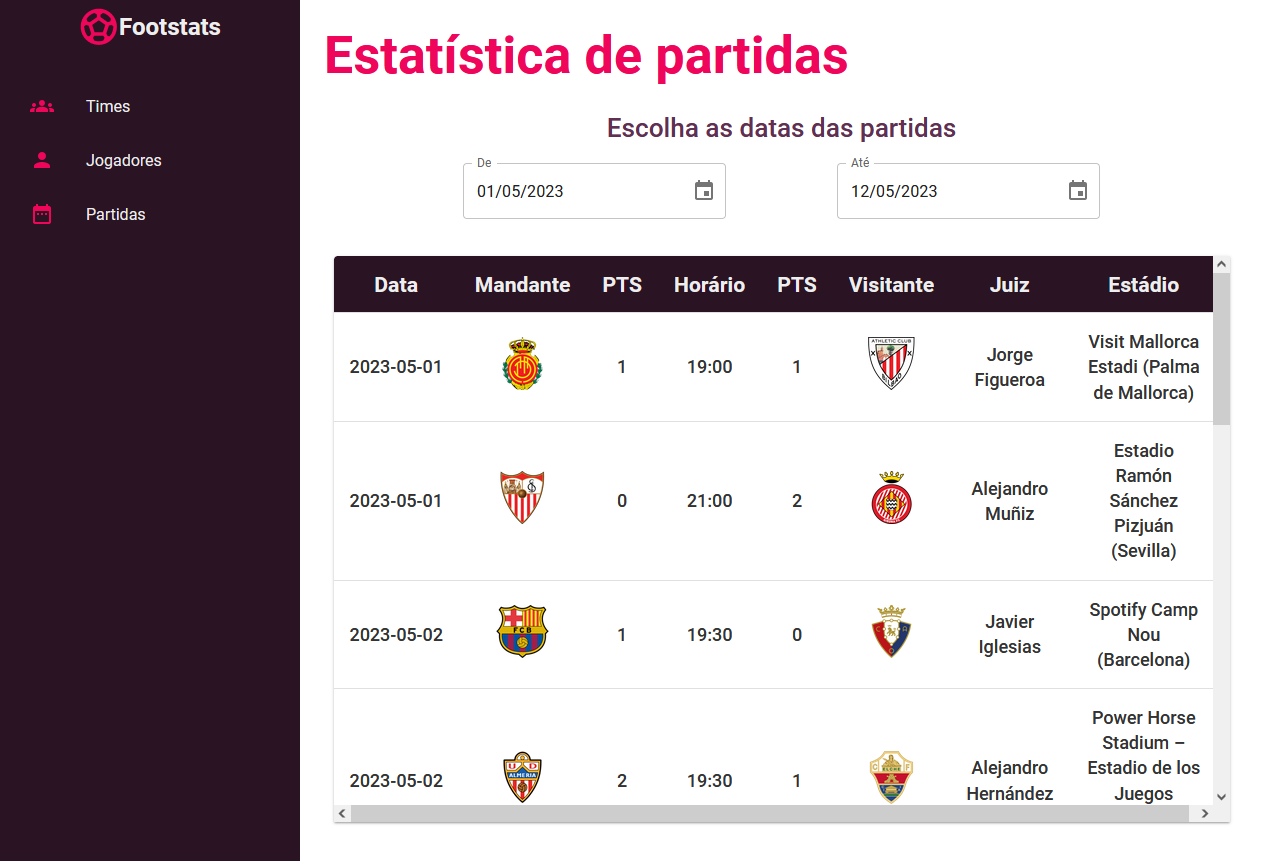 Footstats
Times
Jogadores
Partidas
Estatística de partidas
Escolha as datas das partidas
De
01/05/2023
Até
12/05/2023
Data Mandante PTS Horário PTS Visitante Juiz Estádio
2023-05-01 1 19:00 1 Jorge Figueroa Visit Mallorca Estadi (Palma de Mallorca)
ATHLETIC CLUB
BILBAO
2023-05-01 0 21:00 2 Alejandro Muñiz Estadio Ramón Sánchez Pizjuán (Sevilla)
2023-05-02 1 19:30 0 Javier Iglesias Spotify Camp Nou (Barcelona)
FCB
2023-05-02 2 19:30 1 Alejandro Hernández Power Horse Stadium – Estadio de los Juegos
U D
ALMERIA
C F
ELCHE